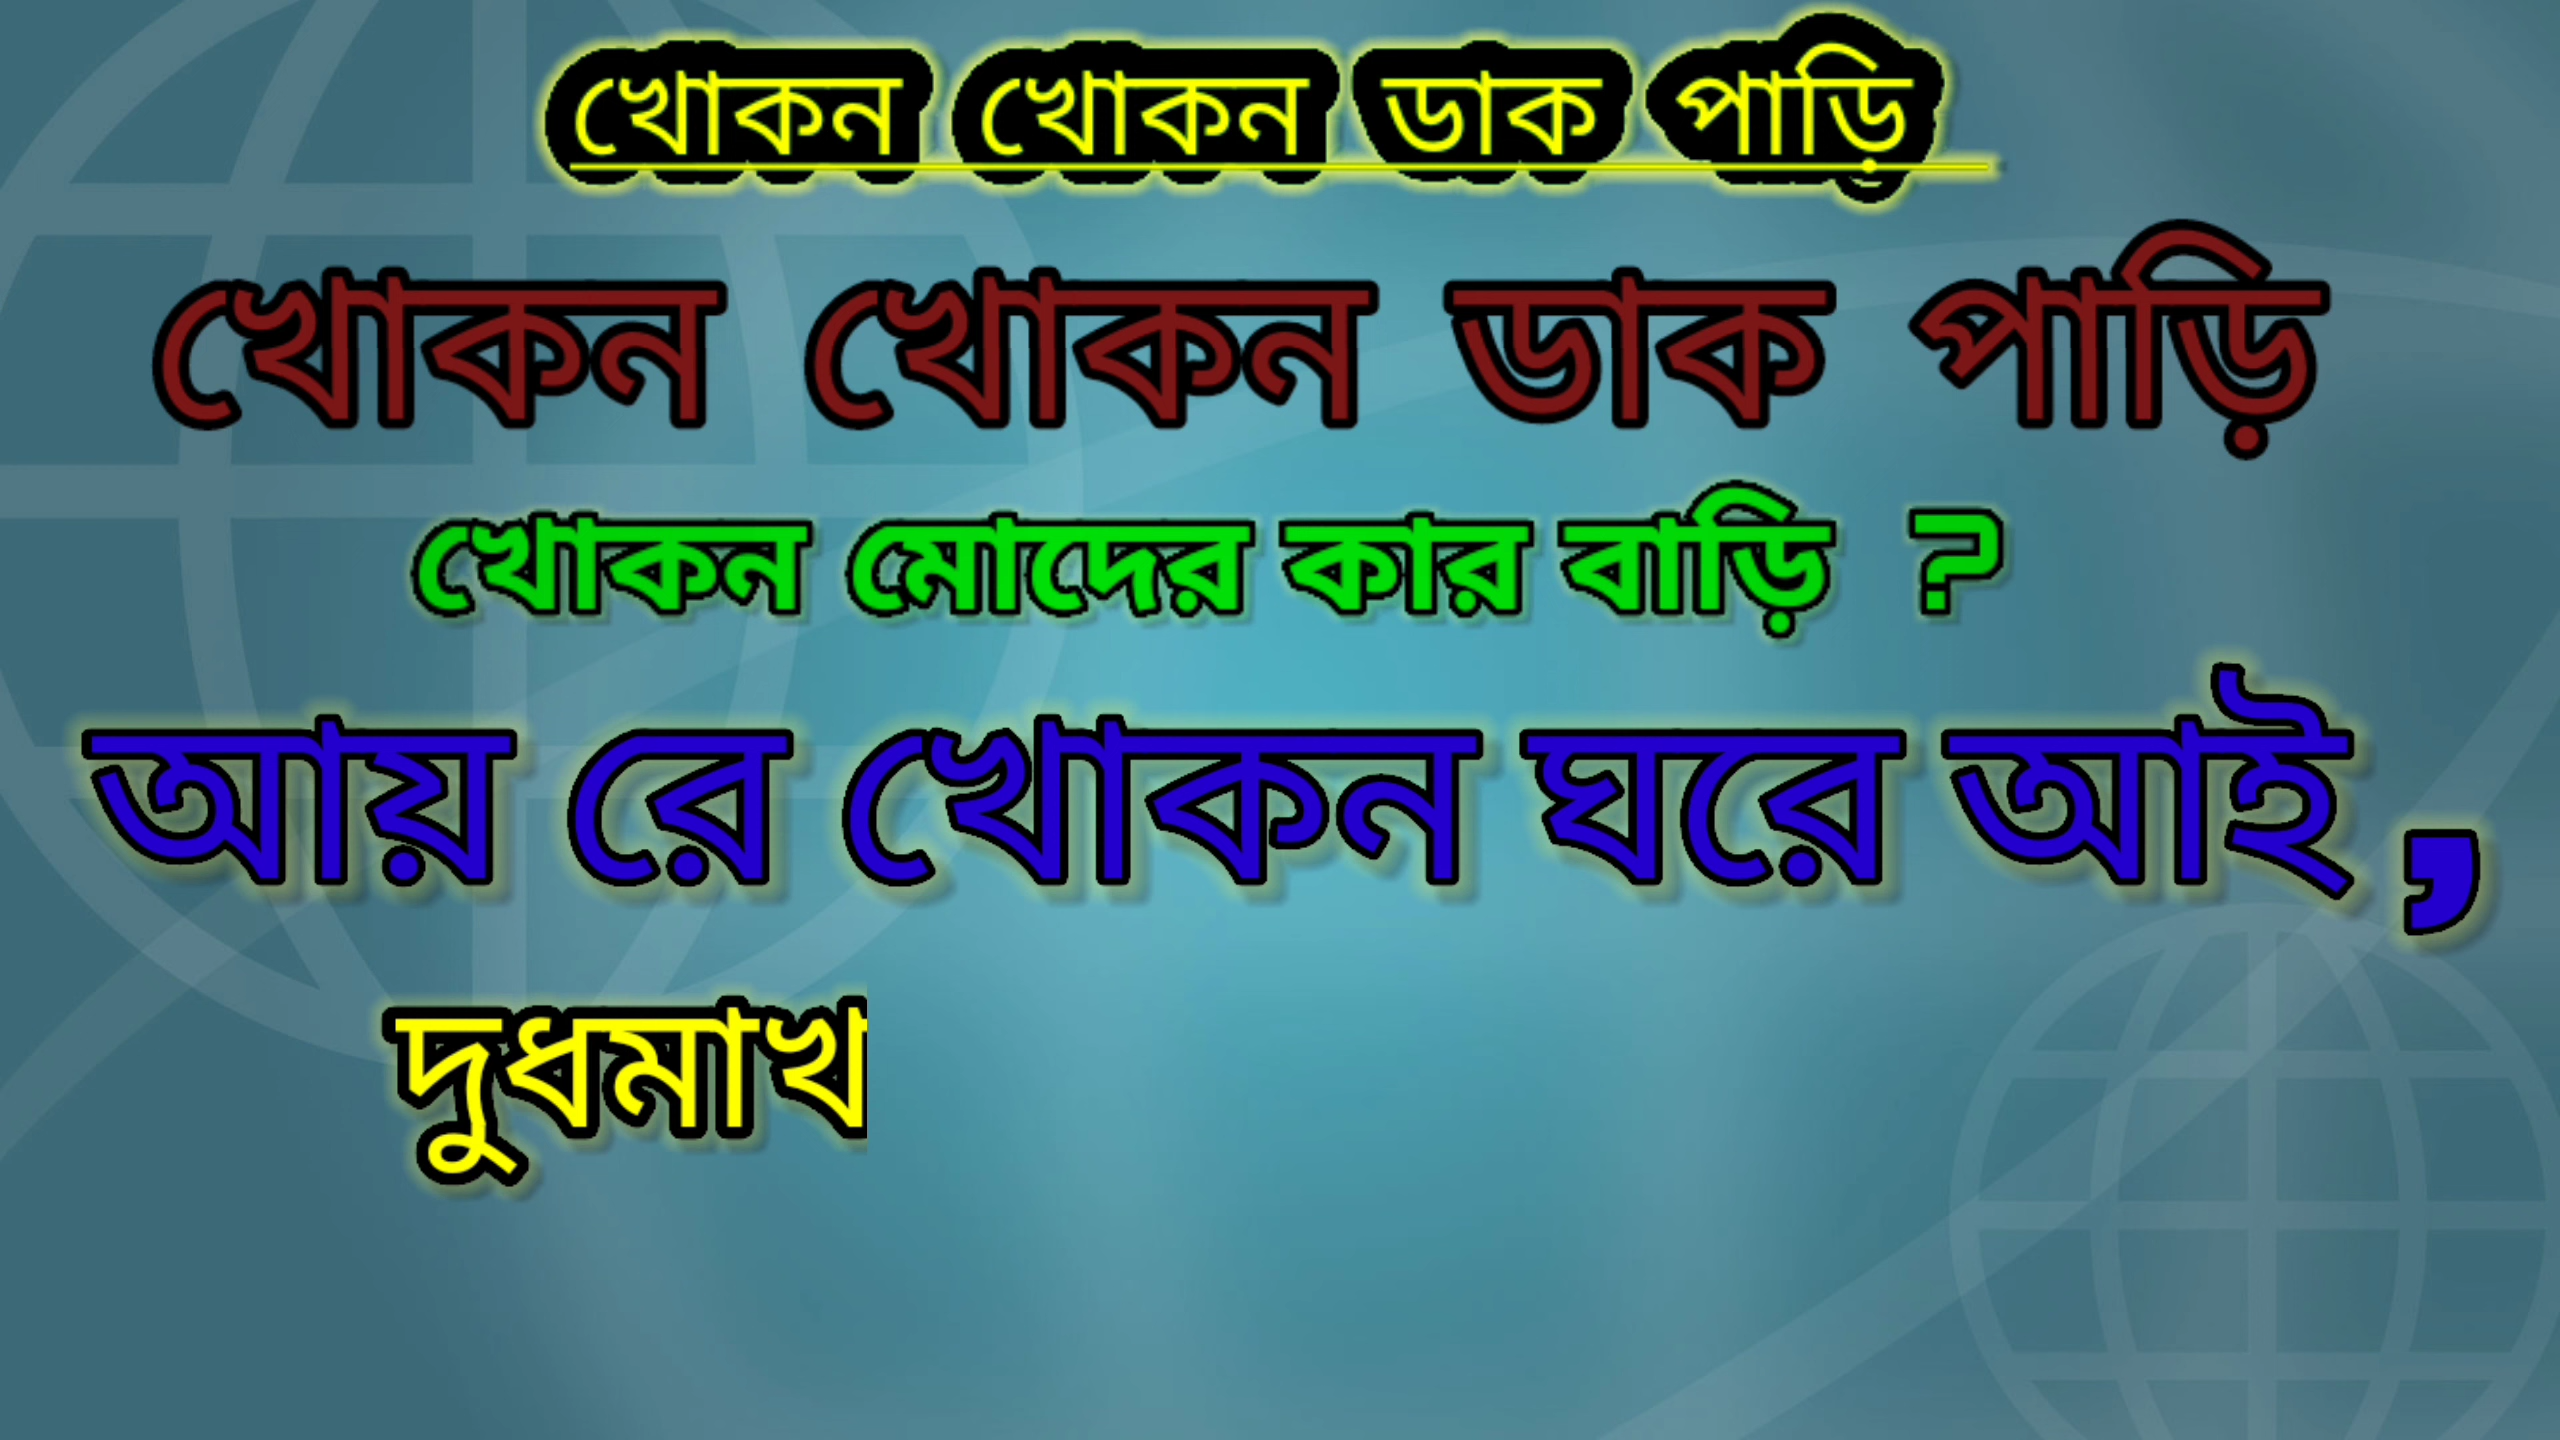 খোকন খোকন ডাক পাড়ি
খোকন খোকন ডাক পাড়ি
খোকন মোদের কার বাড়ি ?
আয় রে খোকন ঘরে আই,
দুধমাখ